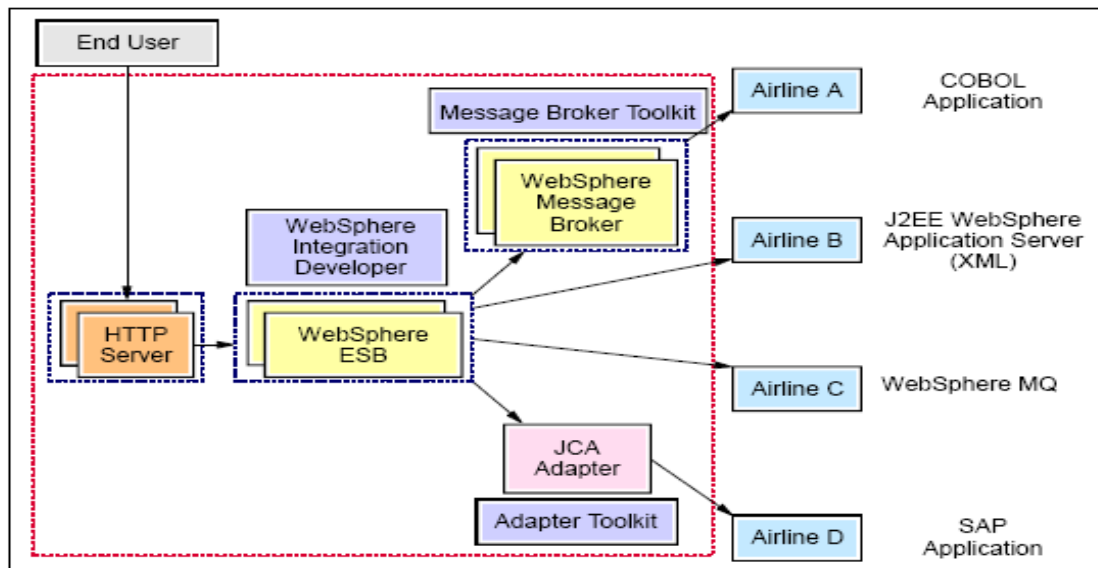 End User
Message Broker Toolkit
Airline A
COBOL
Application
WebSphere
Message
Broker
WebSphere
Integration
Developer
Airline B
J2EE WebSphere
Application Server
(XML)
HTTP
Server
WebSphere
ESB
Airline C
WebSphere MQ
JCA
Adapter
Adapter Toolkit
Airline D
SAP
Application